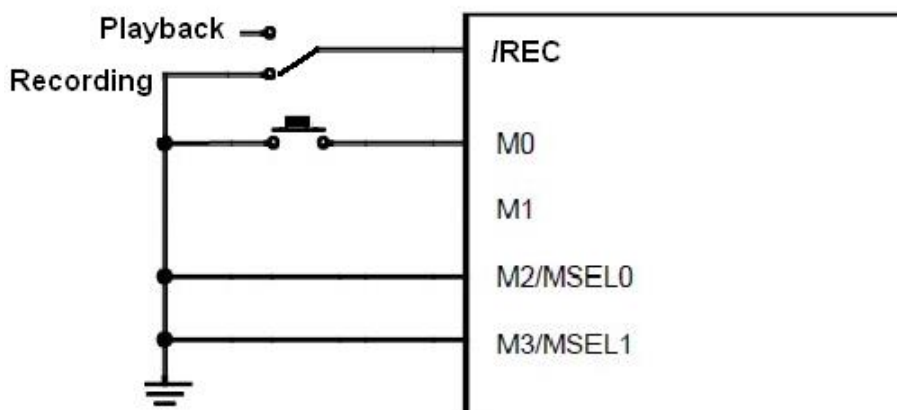 Playback
/REC
Recording
M0
M1
M2/MSEL0
M3/MSEL1